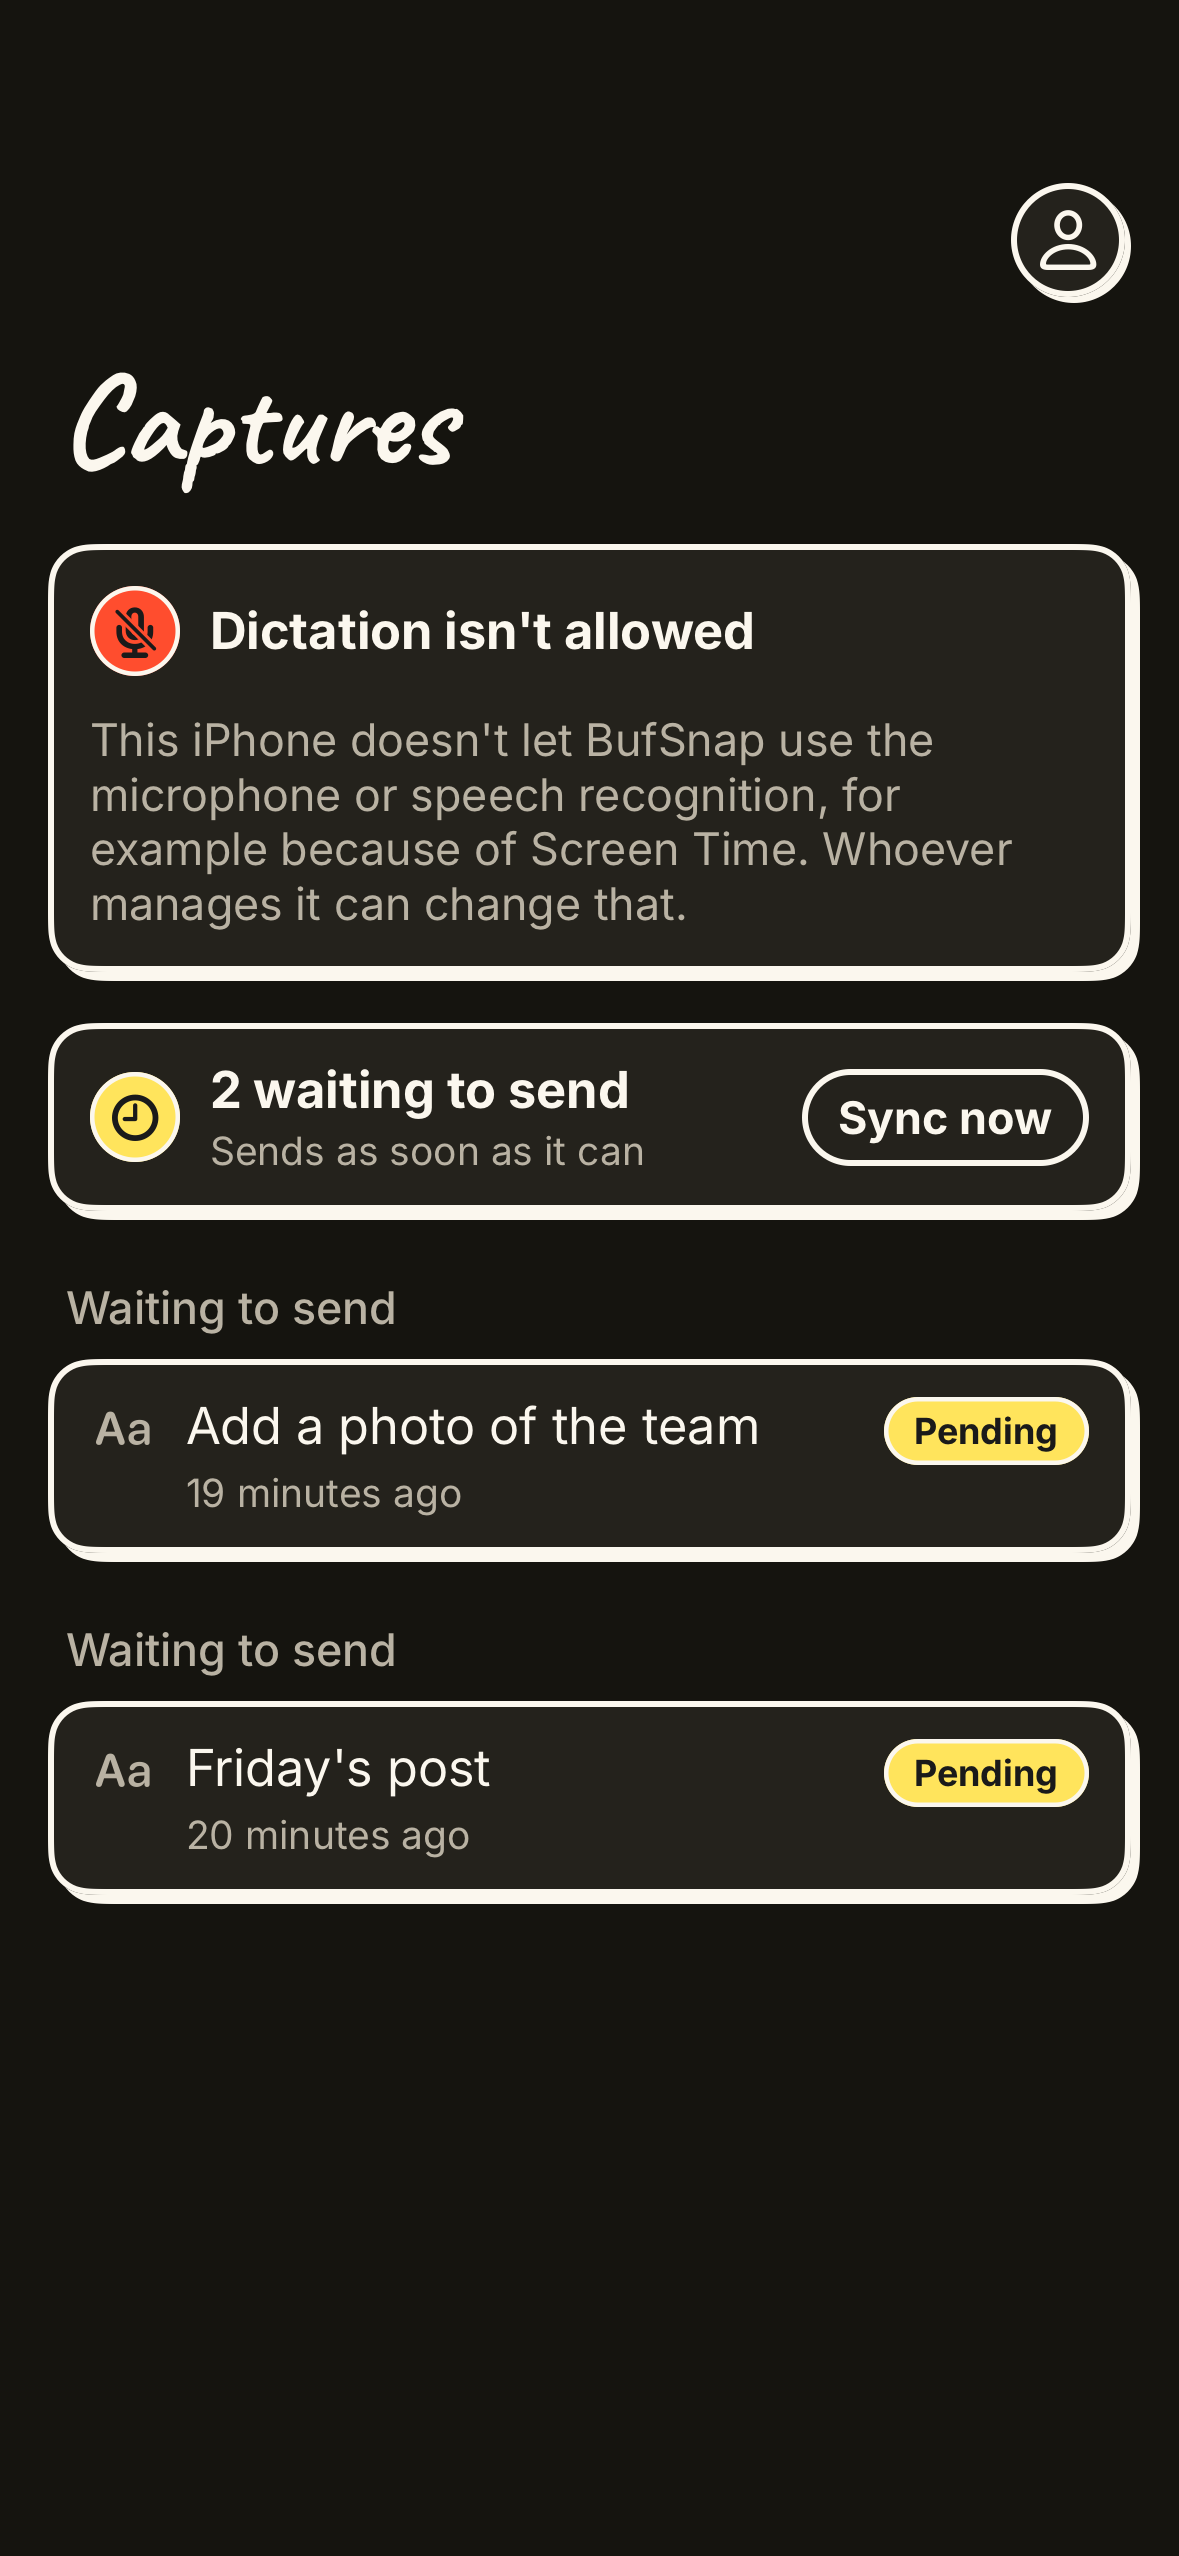 Captures
Dictation isn't allowed
This iPhone doesn't let BufSnap use the
microphone or speech recognition, for
example because of Screen Time. Whoever
manages it can change that.
2 waiting to send
Sends as soon as it can
Sync now
Waiting to send
Aa Add a photo of the team
Pending
19 minutes ago
Waiting to send
Aa Friday's post
Pending
20 minutes ago